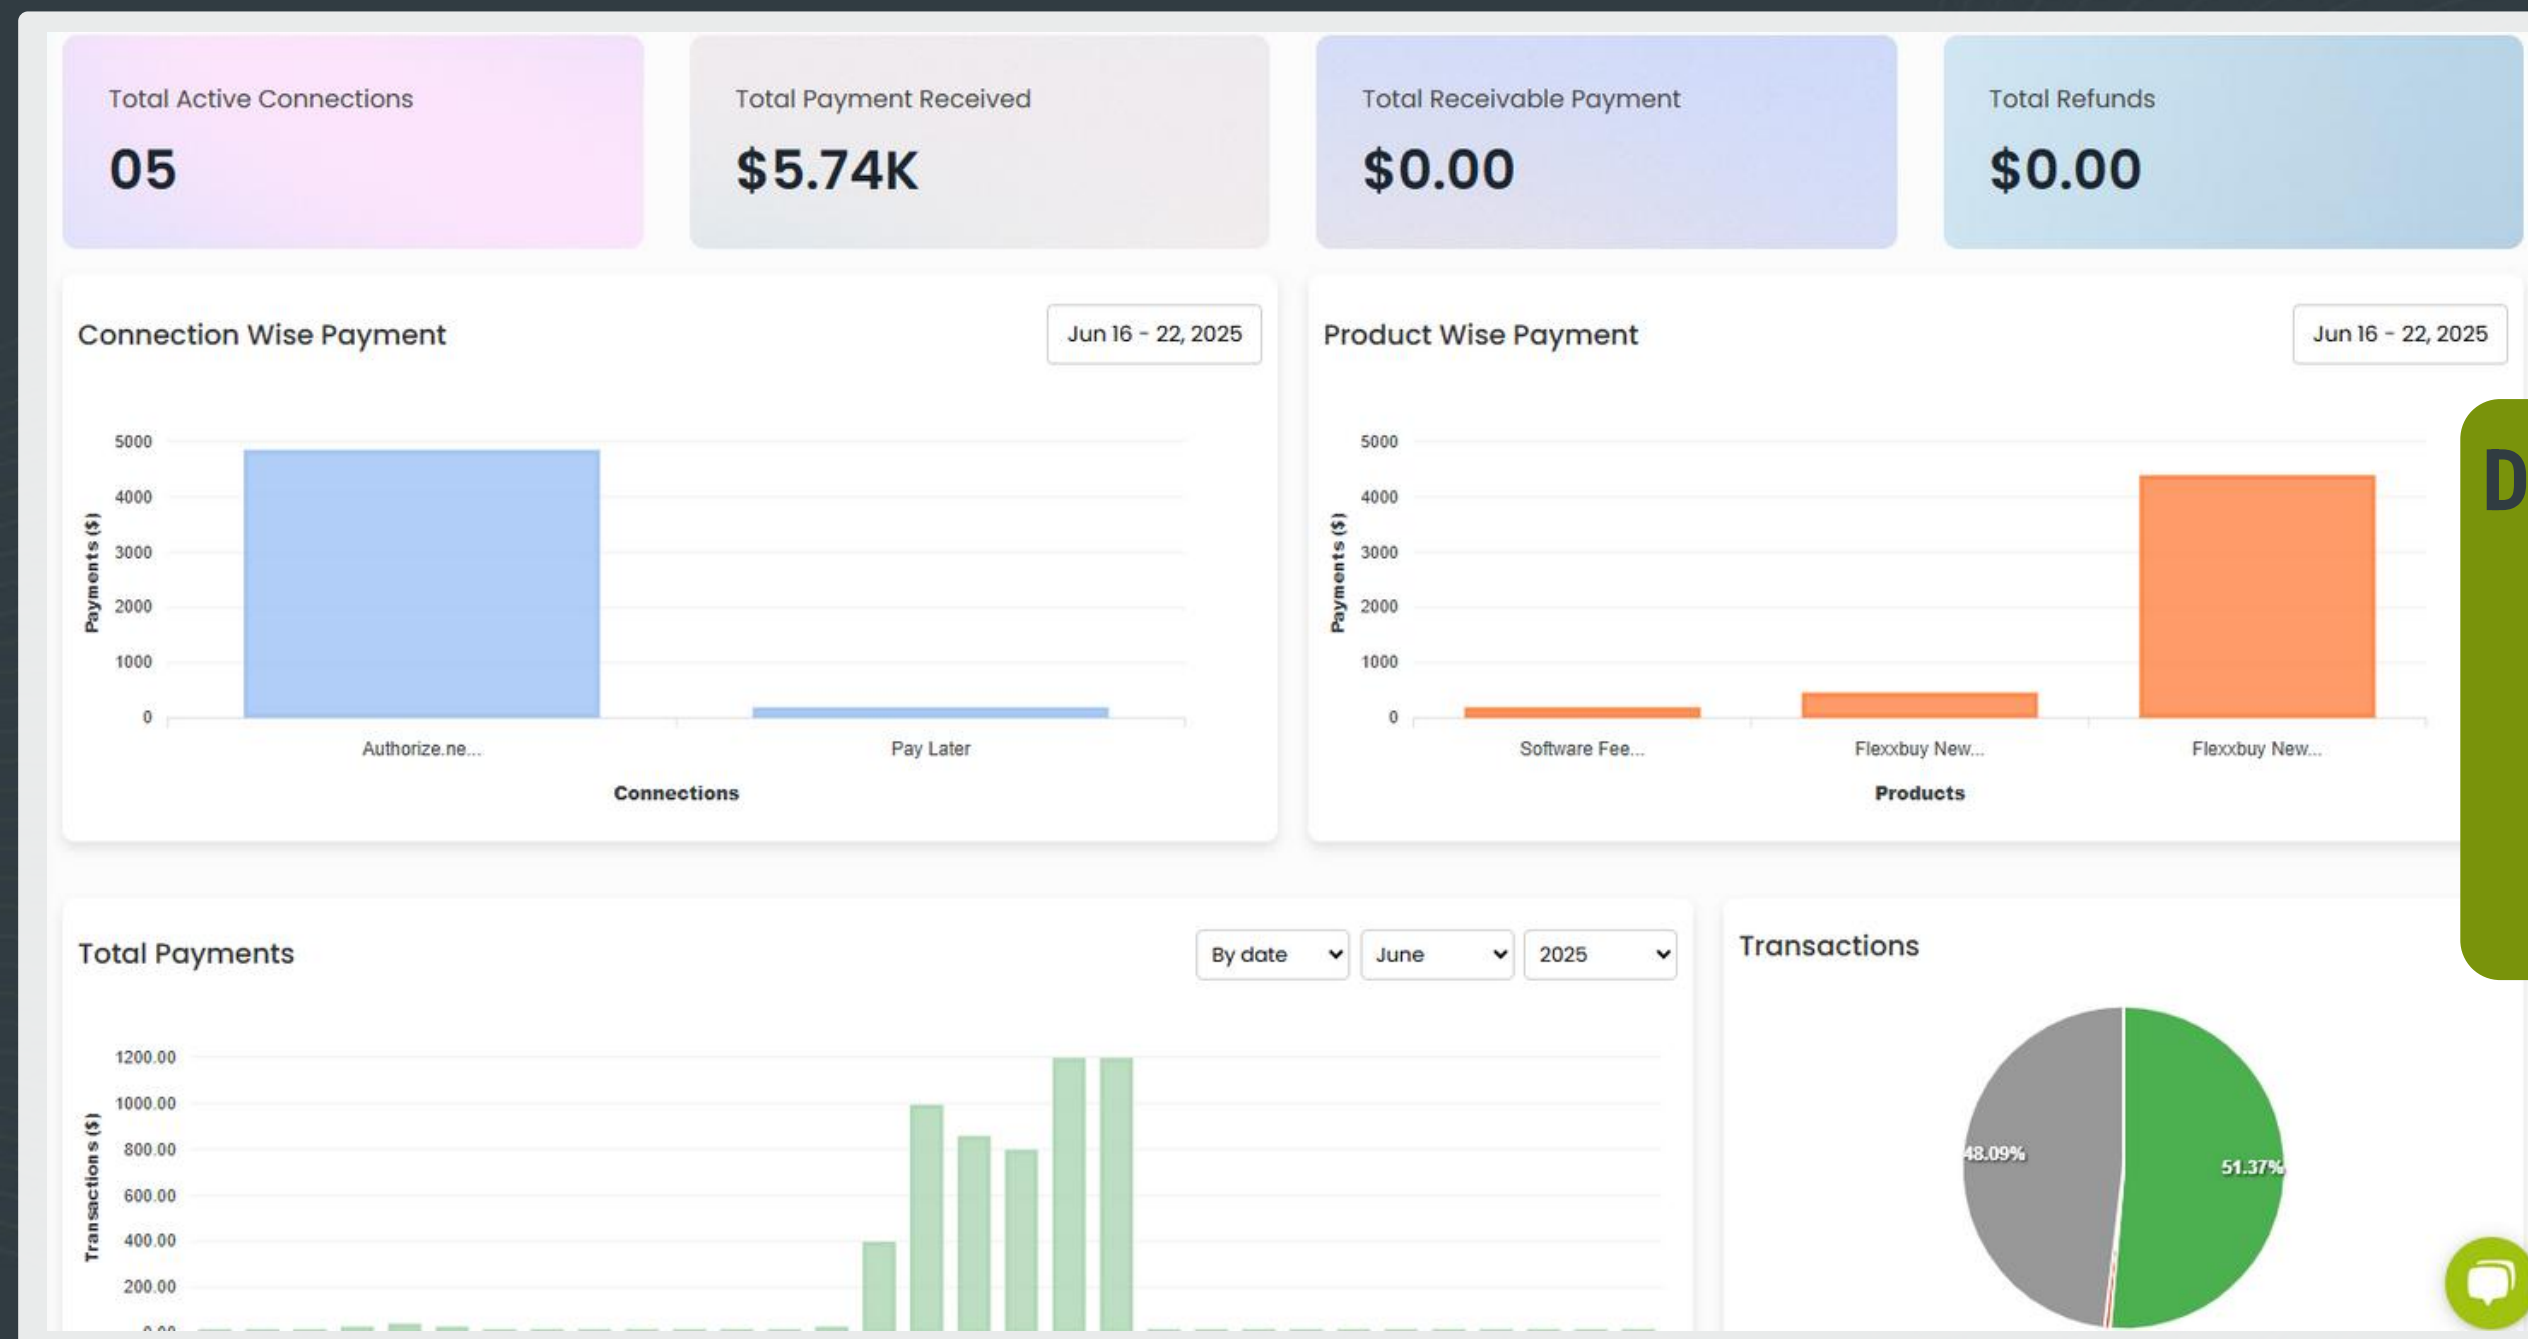 Total Active Connections
05
Total Payment Received
$5.74K
Total Receivable Payment
$0.00
Total Refunds
$0.00
Connection Wise Payment
Jun 16 - 22, 2025
5000
4000
3000
2000
1000
0
Payments ($)
Authorize.ne...
Pay Later
Connections
Product Wise Payment
Jun 16 - 22, 2025
5000
4000
3000
2000
1000
0
Payments ($)
Software Fee...
Flexxbuy New...
Flexxbuy New...
Products
D
Total Payments
By date
June
2025
1200.00
1000.00
800.00
600.00
400.00
200.00
0.00
Transactions ($)
Transactions
48.09%
51.37%